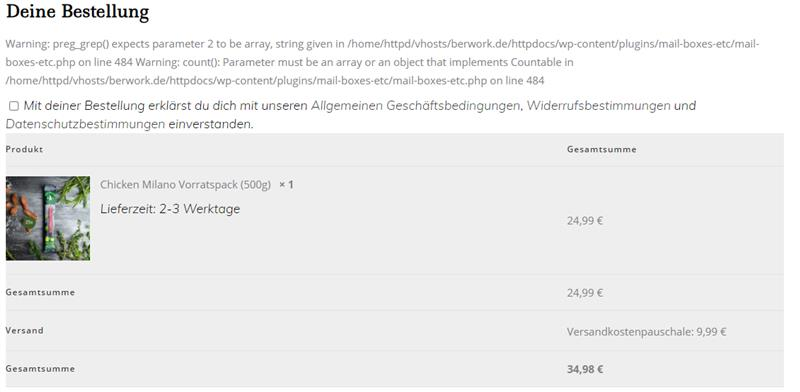 Deine Bestellung
Warning: preg_grep() expects parameter 2 to be array, string given in /home/httpd/vhosts/berwork.de/httpdocs/wp-content/plugins/mail-boxes-etc/mail-
boxes-etc.php on line 484 Warning: count(): Parameter must be an array or an object that implements Countable in
/home/httpd/vhosts/berwork.de/httpdocs/wp-content/plugins/mail-boxes-etc/mail-boxes-etc.php on line 484
Mit deiner Bestellung erklärst du dich mit unseren Allgemeinen Geschäftsbedingungen, Widerrufsbestimmungen und
Datenschutzbestimmungen einverstanden.
Produkt Gesamtsumme
Chicken Milano Vorratspack (500g) × 1
Lieferzeit: 2-3 Werktage
24,99 €
Gesamtsumme 24,99 €
Versand Versandkostenpauschale: 9,99 €
Gesamtsumme 34,98 €